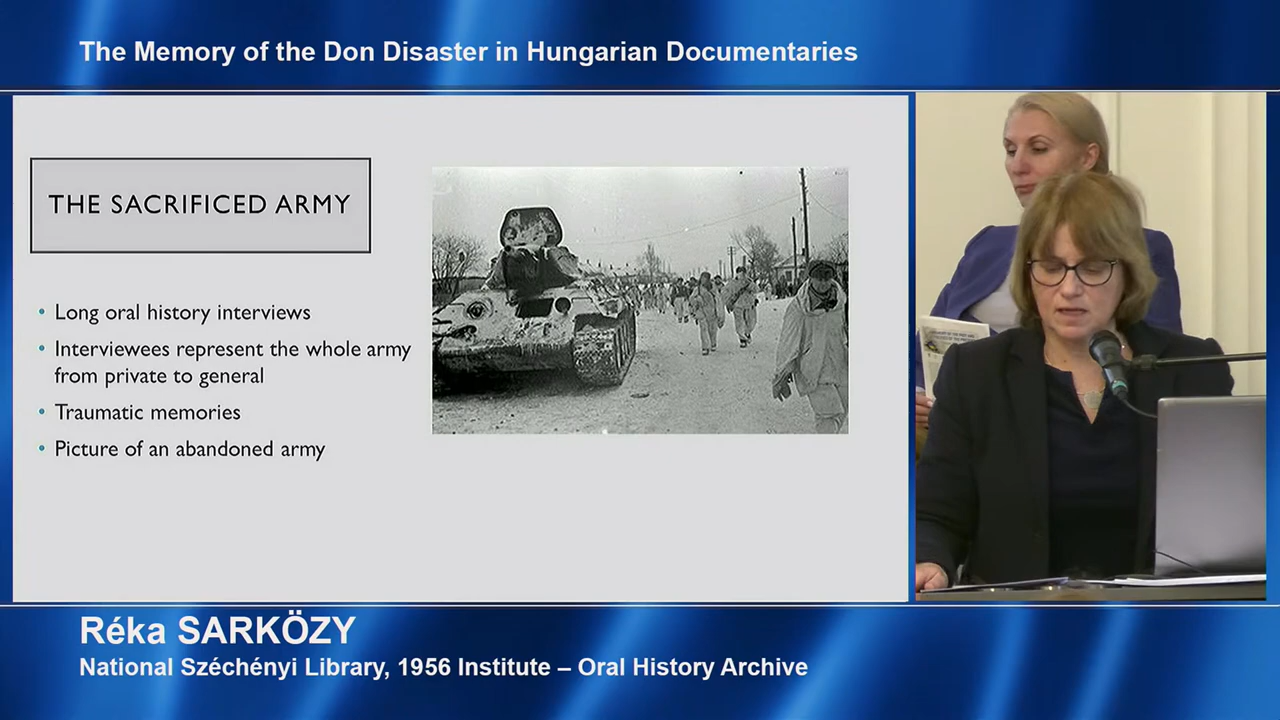 The Memory of the Don Disaster in Hungarian Documentaries
THE SACRIFICED ARMY
• Long oral history interviews
• Interviewees represent the whole army
from private to general
• Traumatic memories
• Picture of an abandoned army
Réka SARKÖZY
National Széchényi Library, 1956 Institute – Oral History Archive